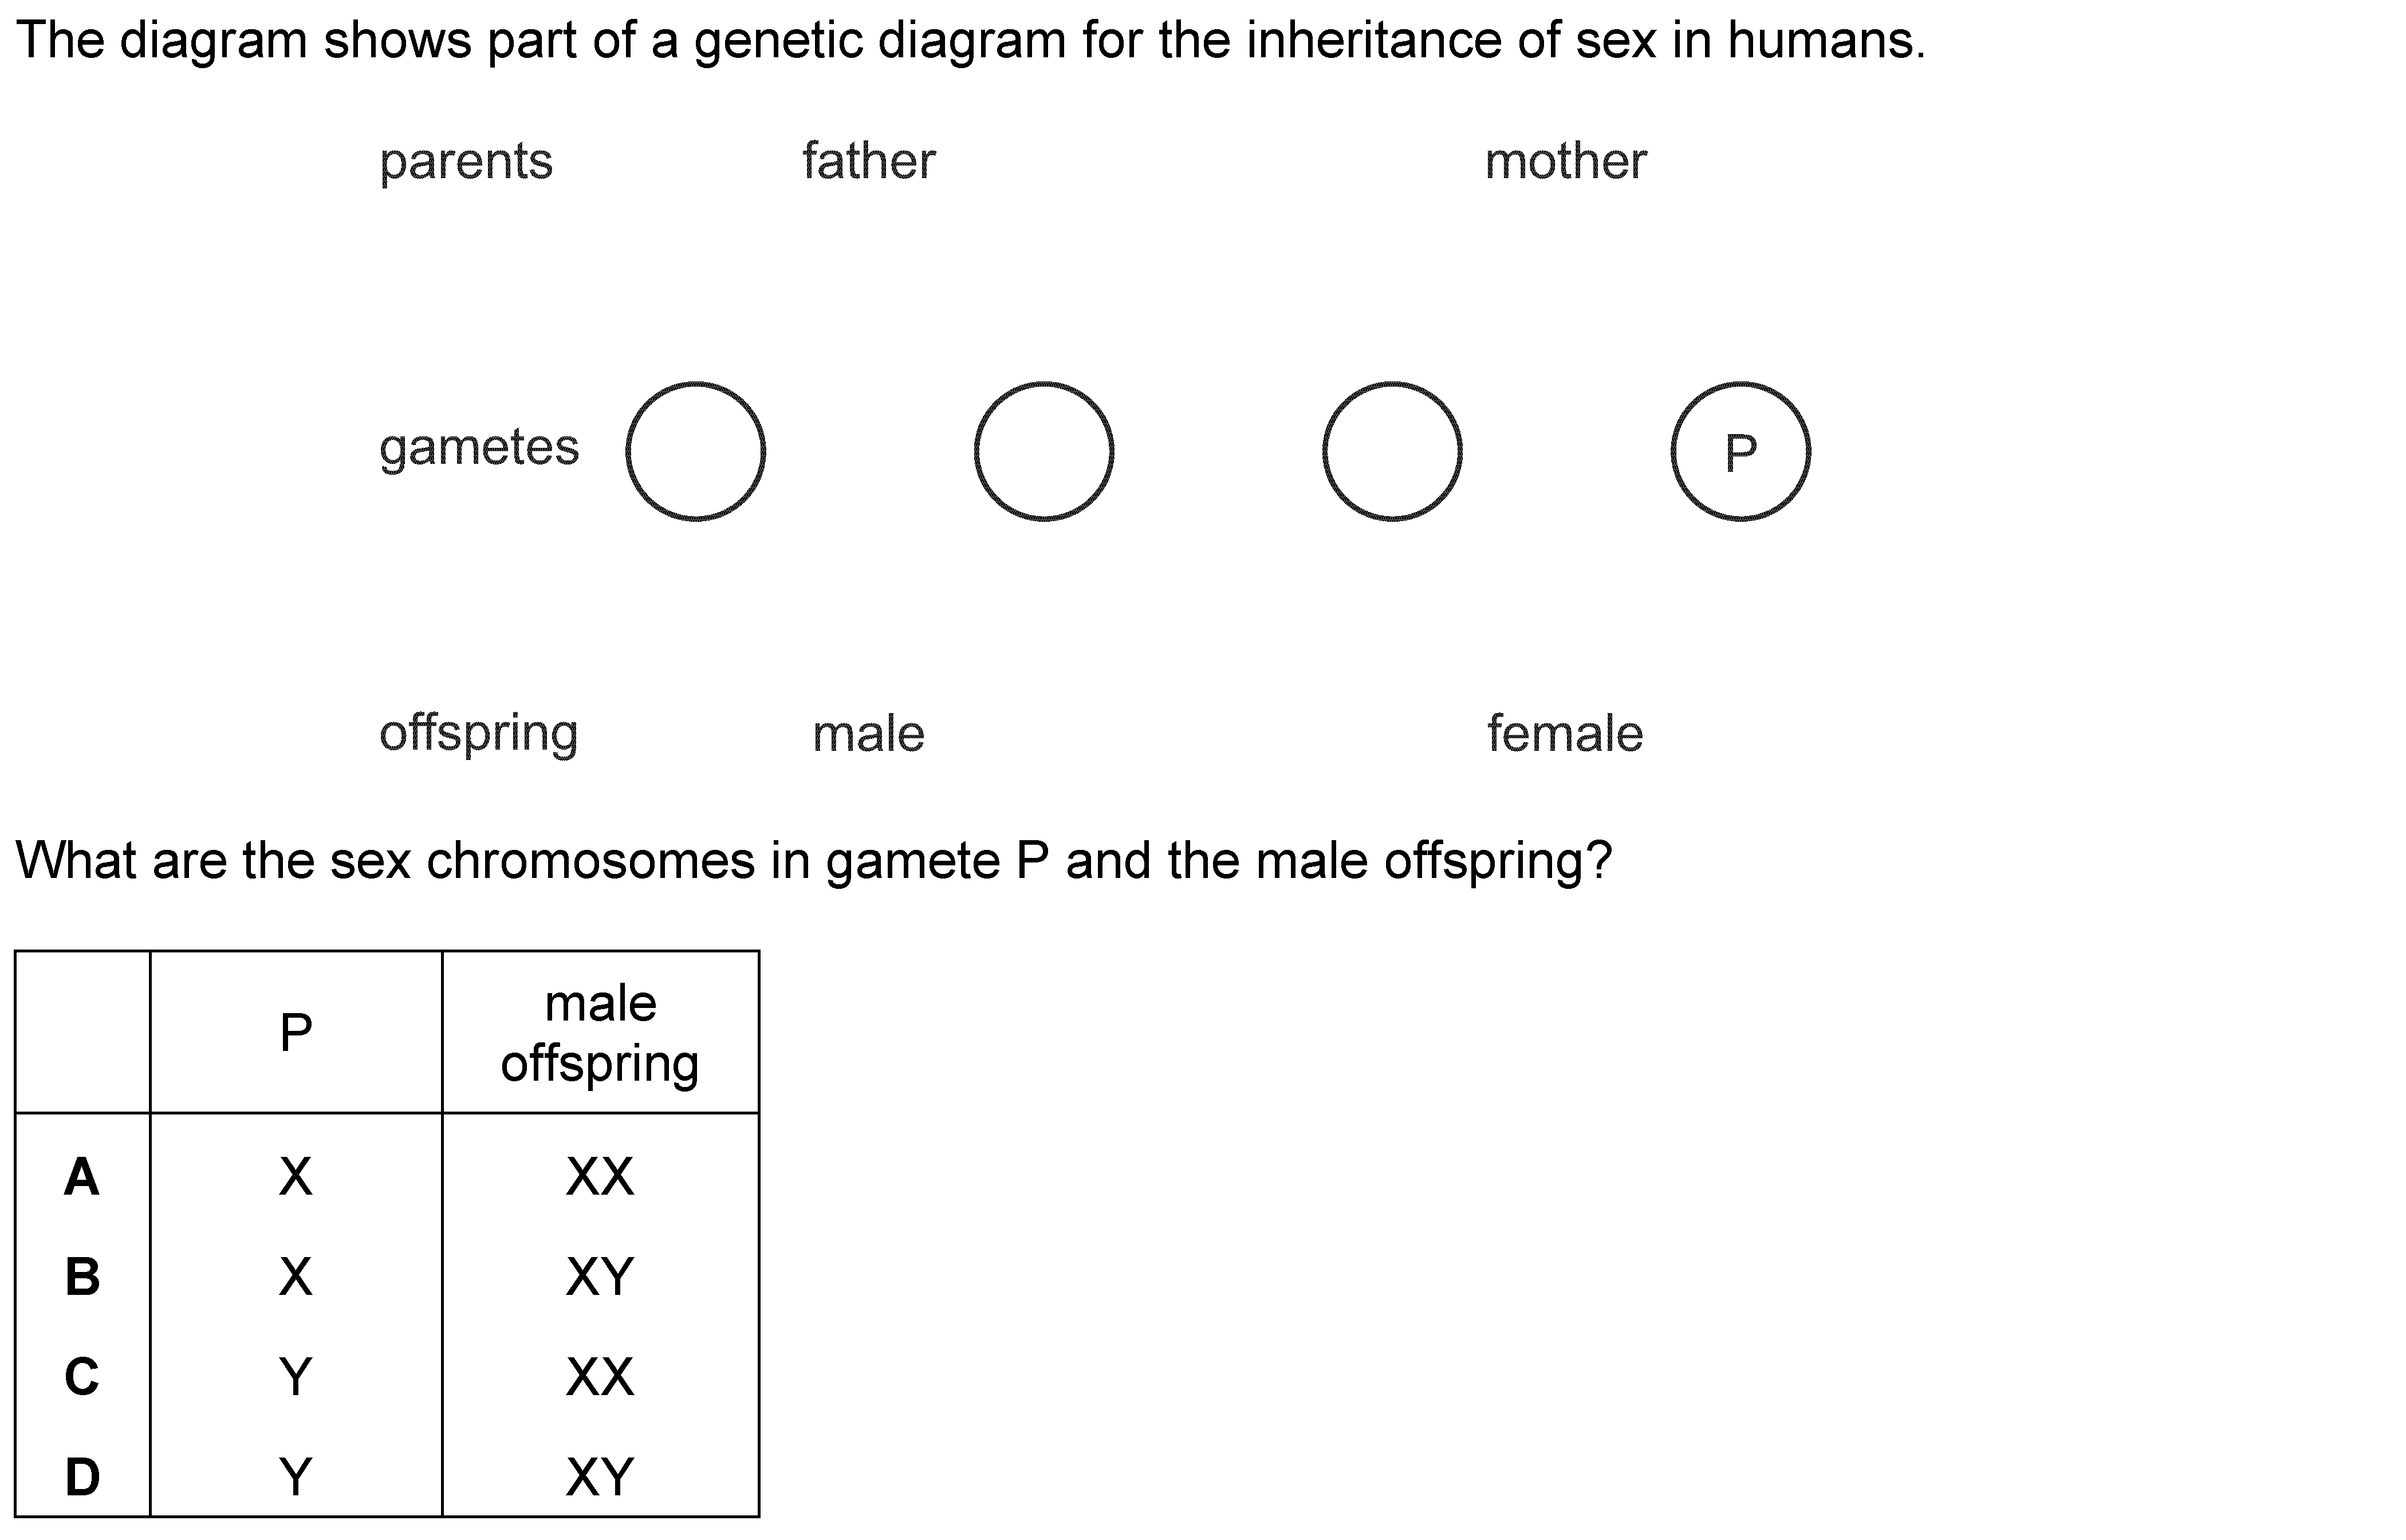 The diagram shows part of a genetic diagram for the inheritance of sex in humans.
parents father mother
gametes P
offspring male female
What are the sex chromosomes in gamete P and the male offspring?
P male offspring
A X XX
B X XY
C Y XX
D Y XY